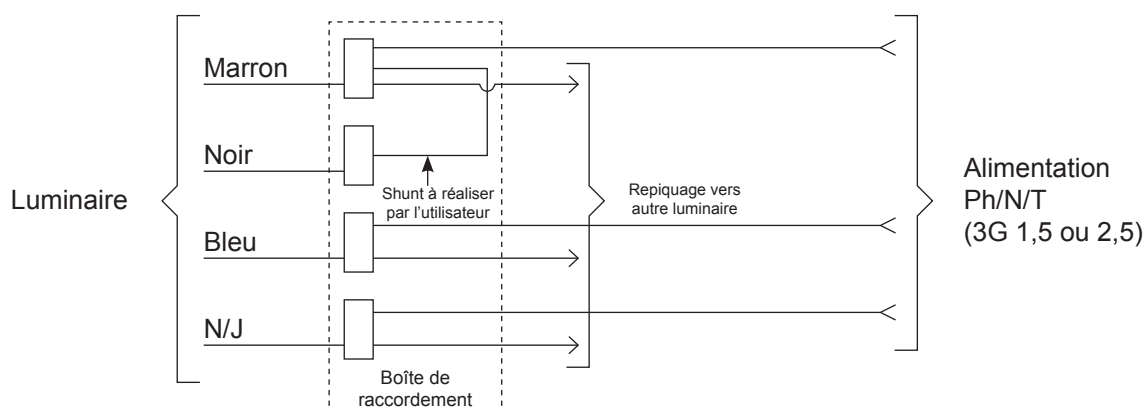 Marron
Noir
Shunt à réaliser
par l’utilisateur
Luminaire
Repiquage vers
autre luminaire
Alimentation
Ph/N/T
(3G 1,5 ou 2,5)
Bleu
N/J
Boîte de
raccordement